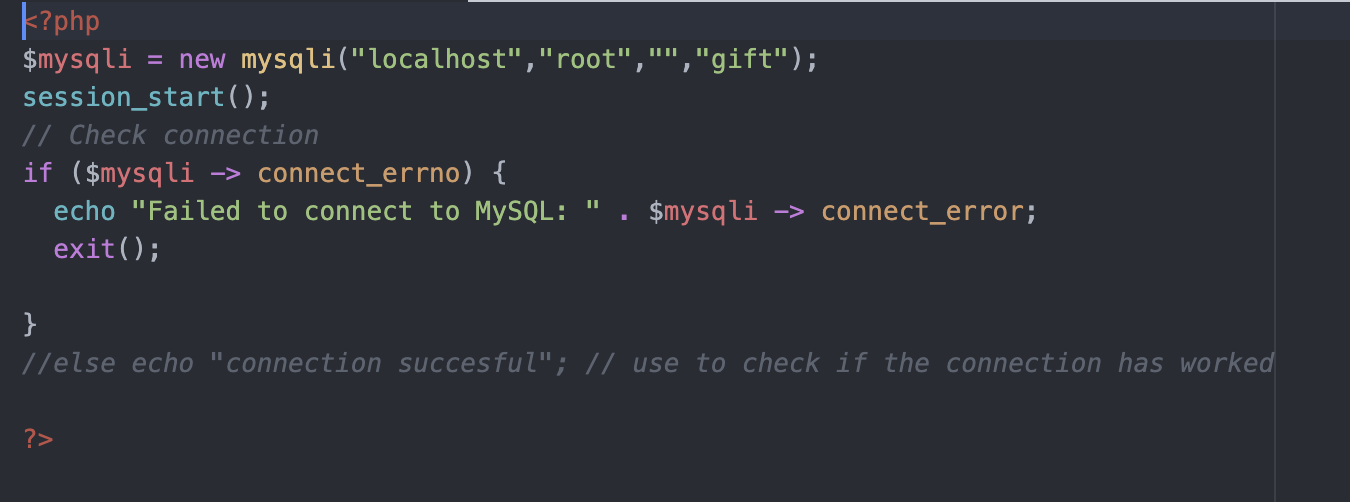 <?php
$mysqli = new mysqli("localhost","root","","gift");
session_start();
// Check connection
if ($mysqli -> connect_errno) {
  echo "Failed to connect to MySQL: " . $mysqli -> connect_error;
  exit();
}
//else echo "connection succesful"; // use to check if the connection has worked
?>